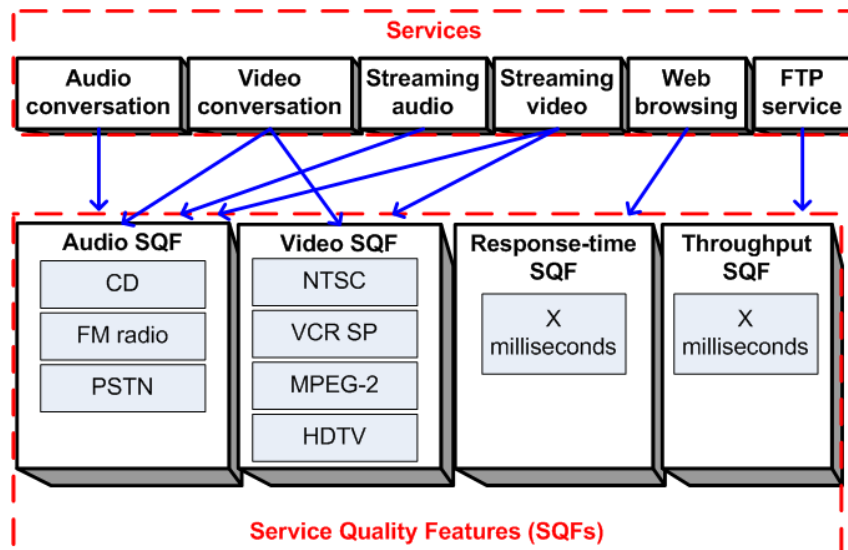 Services
Audio
conversation
Video
conversation
Streaming
audio
Streaming
video
Web
browsing
FTP
service
Audio SQF
CD
FM radio
PSTN
Video SQF
NTSC
VCR SP
MPEG-2
HDTV
Response-time
SQF
X
milliseconds
Throughput
SQF
X
milliseconds
Service Quality Features (SQFs)